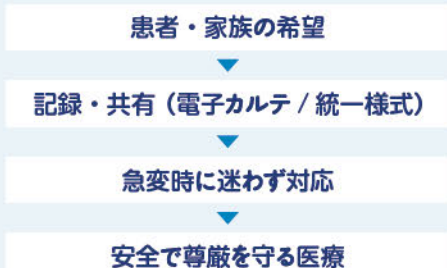 患者・家族の希望
記録・共有（電子カルテ / 統一様式）
急変時に迷わず対応
安全で尊厳を守る医療